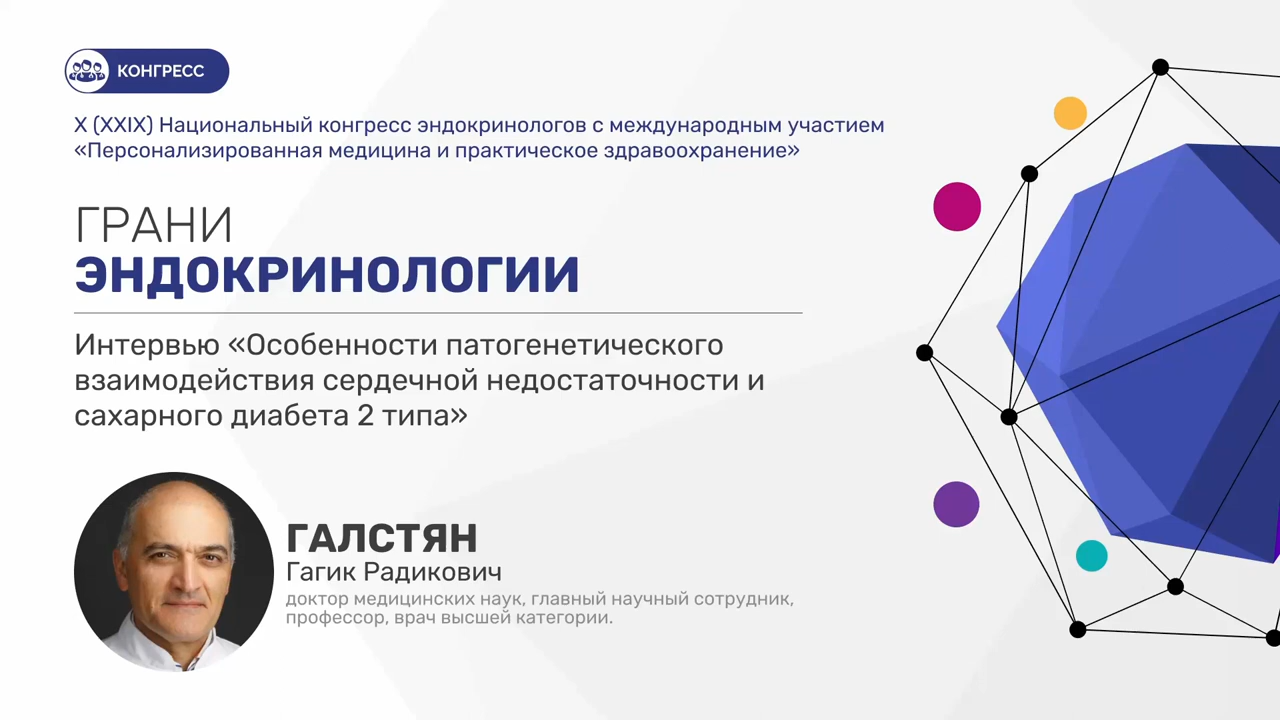 КОНГРЕСС
X (XXIX) Национальный конгресс эндокринологов с международным участием
«Персонализированная медицина и практическое здравоохранение»
ГРАНИ
ЭНДОКРИНОЛОГИИ
Интервью «Особенности патогенетического
взаимодействия сердечной недостаточности и
сахарного диабета 2 типа»
ГАЛСТЯН
Гагик Радикович
доктор медицинских наук, главный научный сотрудник,
профессор, врач высшей категории.